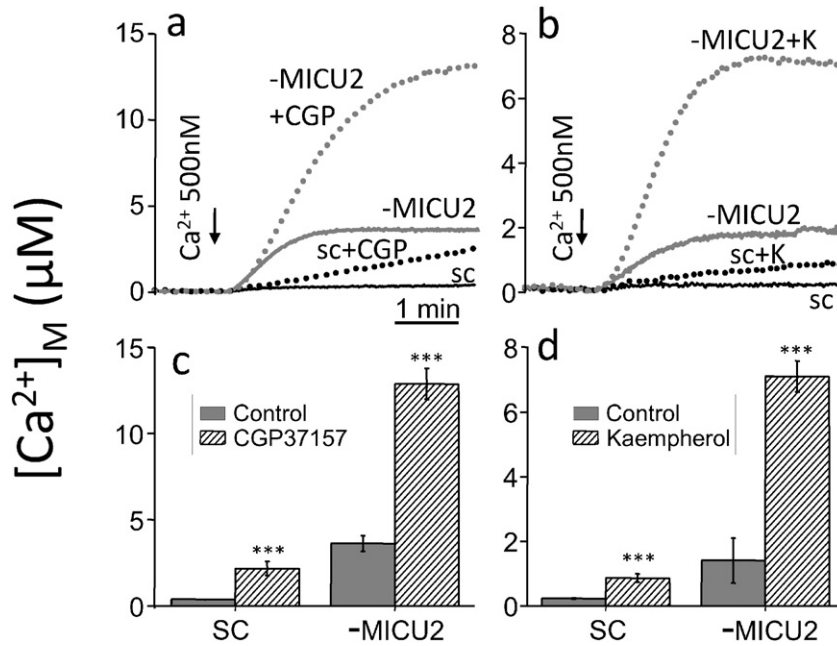 [Ca²⁺]M (μM)
a
15
10
5
0
-MICU2
+CGP
Ca²⁺ 500nM
-MICU2
sc+CGP
sc
1 min
b
8
6
4
2
0
-MICU2+K
Ca²⁺ 500nM
-MICU2
sc+K
sc
c
15
10
5
0
Control
CGP37157
***
***
SC
-MICU2
d
8
6
4
2
0
Control
Kaempherol
***
***
SC
-MICU2